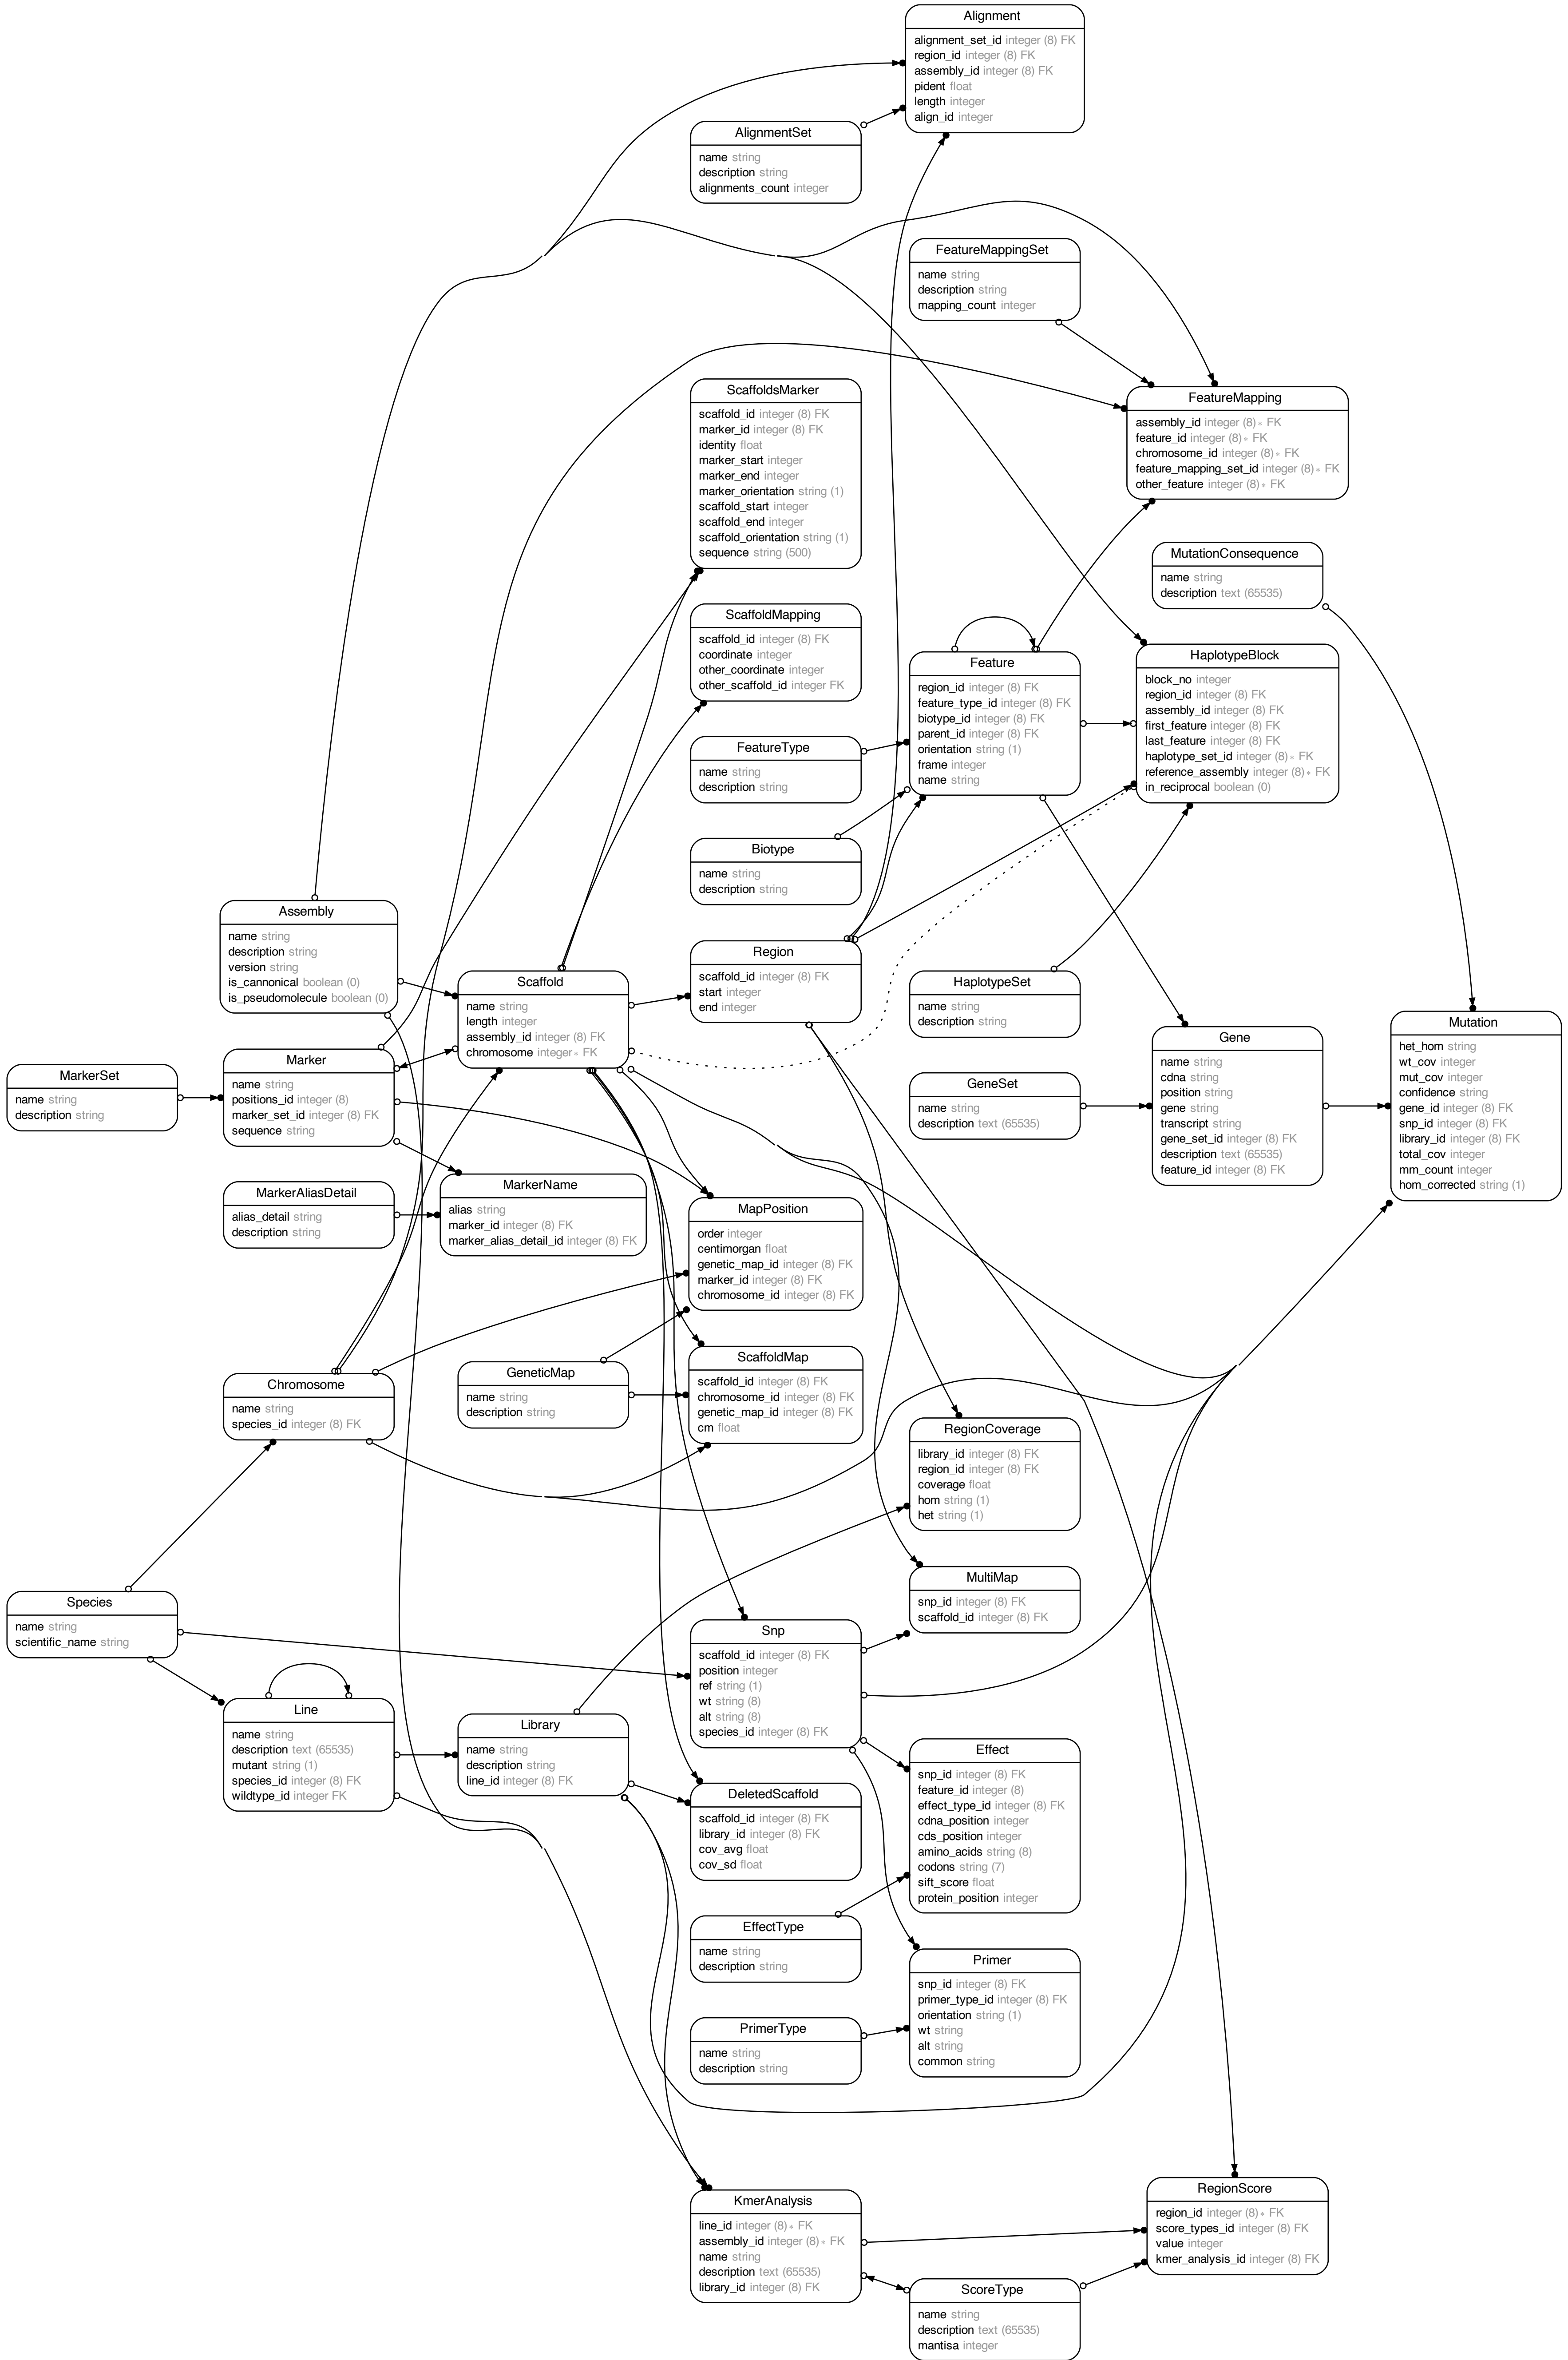 Alignment
alignment_set_id integer (8) FK
region_id integer (8) FK
assembly_id integer (8) FK
pident float
length integer
align_id integer
AlignmentSet
name string
description string
alignments_count integer
FeatureMappingSet
name string
description string
mapping_count integer
ScaffoldsMarker
scaffold_id integer (8) FK
marker_id integer (8) FK
identity float
marker_start integer
marker_end integer
marker_orientation string (1)
scaffold_start integer
scaffold_end integer
scaffold_orientation string (1)
sequence string (500)
FeatureMapping
assembly_id integer (8)∗ FK
feature_id integer (8)∗ FK
chromosome_id integer (8)∗ FK
feature_mapping_set_id integer (8)∗ FK
other_feature integer (8)∗ FK
MutationConsequence
name string
description text (65535)
ScaffoldMapping
scaffold_id integer (8) FK
coordinate integer
other_coordinate integer
other_scaffold_id integer FK
Feature
region_id integer (8) FK
feature_type_id integer (8) FK
biotype_id integer (8) FK
parent_id integer (8) FK
orientation string (1)
frame integer
name string
HaplotypeBlock
block_no integer
region_id integer (8) FK
assembly_id integer (8) FK
first_feature integer (8) FK
last_feature integer (8) FK
haplotype_set_id integer (8)∗ FK
reference_assembly integer (8)∗ FK
in_reciprocal boolean (0)
FeatureType
name string
description string
Biotype
name string
description string
Assembly
name string
description string
version string
is_cannonical boolean (0)
is_pseudomolecule boolean (0)
Scaffold
name string
length integer
assembly_id integer (8) FK
chromosome integer∗ FK
Region
scaffold_id integer (8) FK
start integer
end integer
HaplotypeSet
name string
description string
Mutation
het_hom string
wt_cov integer
mut_cov integer
confidence string
gene_id integer (8) FK
snp_id integer (8) FK
library_id integer (8) FK
total_cov integer
mm_count integer
hom_corrected string (1)
Gene
name string
cdna string
position string
gene string
transcript string
gene_set_id integer (8) FK
description text (65535)
feature_id integer (8) FK
MarkerSet
name string
description string
Marker
name string
positions_id integer (8)
marker_set_id integer (8) FK
sequence string
GeneSet
name string
description text (65535)
MarkerAliasDetail
alias_detail string
description string
MarkerName
alias string
marker_id integer (8) FK
marker_alias_detail_id integer (8) FK
MapPosition
order integer
centimorgan float
genetic_map_id integer (8) FK
marker_id integer (8) FK
chromosome_id integer (8) FK
Chromosome
name string
species_id integer (8) FK
GeneticMap
name string
description string
ScaffoldMap
scaffold_id integer (8) FK
chromosome_id integer (8) FK
genetic_map_id integer (8) FK
cm float
RegionCoverage
library_id integer (8) FK
region_id integer (8) FK
coverage float
hom string (1)
het string (1)
Species
name string
scientific_name string
MultiMap
snp_id integer (8) FK
scaffold_id integer (8) FK
Snp
scaffold_id integer (8) FK
position integer
ref string (1)
wt string (8)
alt string (8)
species_id integer (8) FK
Line
name string
description text (65535)
mutant string (1)
species_id integer (8) FK
wildtype_id integer FK
Library
name string
description string
line_id integer (8) FK
DeletedScaffold
scaffold_id integer (8) FK
library_id integer (8) FK
cov_avg float
cov_sd float
Effect
snp_id integer (8) FK
feature_id integer (8)
effect_type_id integer (8) FK
cdna_position integer
cds_position integer
amino_acids string (8)
codons string (7)
sift_score float
protein_position integer
EffectType
name string
description string
Primer
snp_id integer (8) FK
primer_type_id integer (8) FK
orientation string (1)
wt string
alt string
common string
PrimerType
name string
description string
KmerAnalysis
line_id integer (8)∗ FK
assembly_id integer (8)∗ FK
name string
description text (65535)
library_id integer (8) FK
RegionScore
region_id integer (8)∗ FK
score_types_id integer (8) FK
value integer
kmer_analysis_id integer (8) FK
ScoreType
name string
description text (65535)
mantisa integer